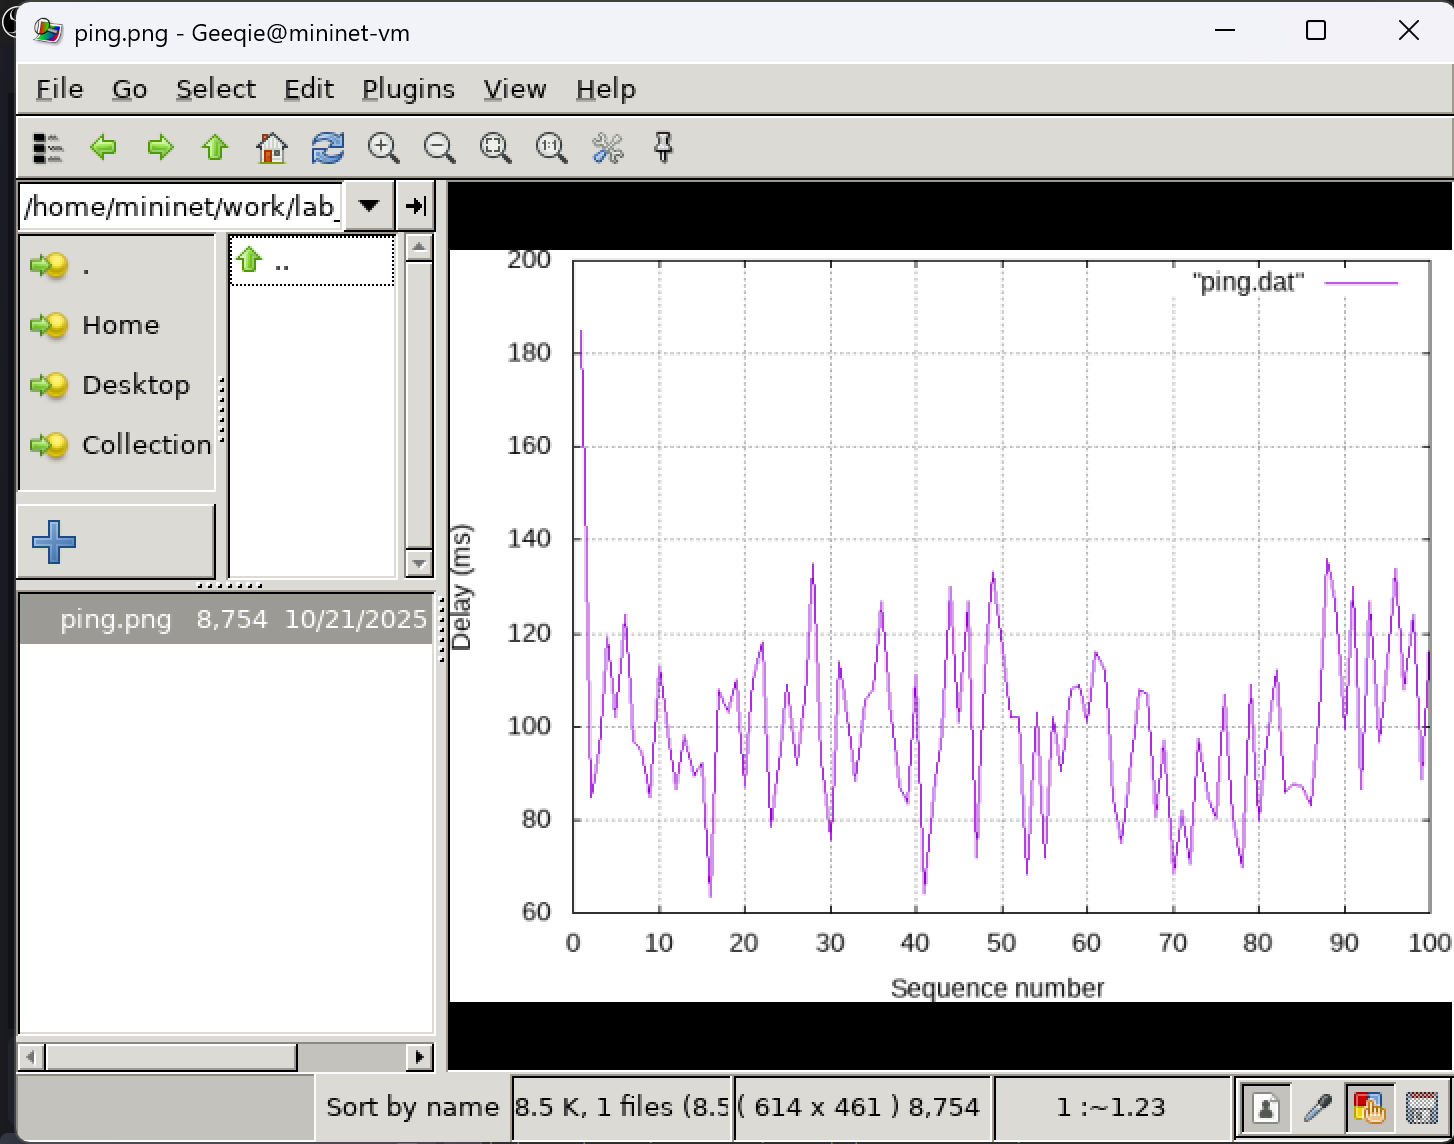 ping.png - Geeqie@mininet-vm
File Go Select Edit Plugins View Help
1:1
/home/mininet/work/lab_
.
..
Home
Desktop
Collection
ping.png 8,754 10/21/2025
"ping.dat"
200
180
160
140
120
100
80
60
Delay (ms)
0 10 20 30 40 50 60 70 80 90 100
Sequence number
Sort by name 8.5 K, 1 files (8.5 ( 614 x 461 ) 8,754 1 :~1.23